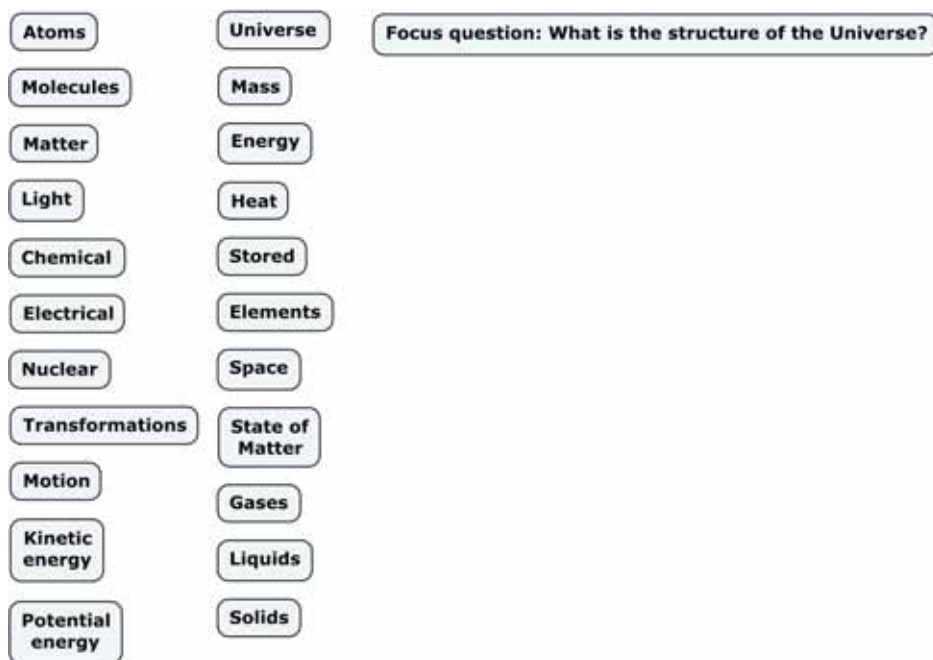 Atoms
Molecules
Matter
Light
Chemical
Electrical
Nuclear
Transformations
Motion
Kinetic
energy
Potential
energy
Universe
Mass
Energy
Heat
Stored
Elements
Space
State of
Matter
Gases
Liquids
Solids
Focus question: What is the structure of the Universe?